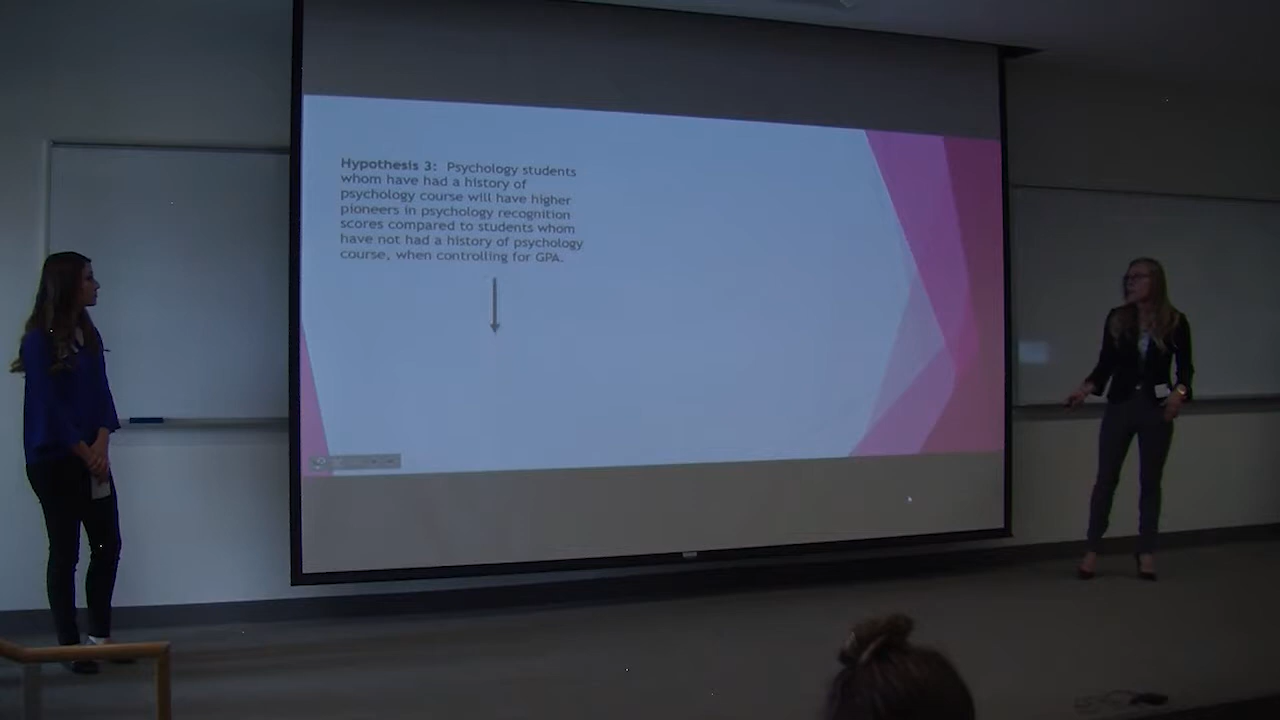 Hypothesis 3: Psychology students
whom have had a history of
psychology course will have higher
pioneers in psychology recognition
scores compared to students whom
have not had a history of psychology
course, when controlling for GPA.